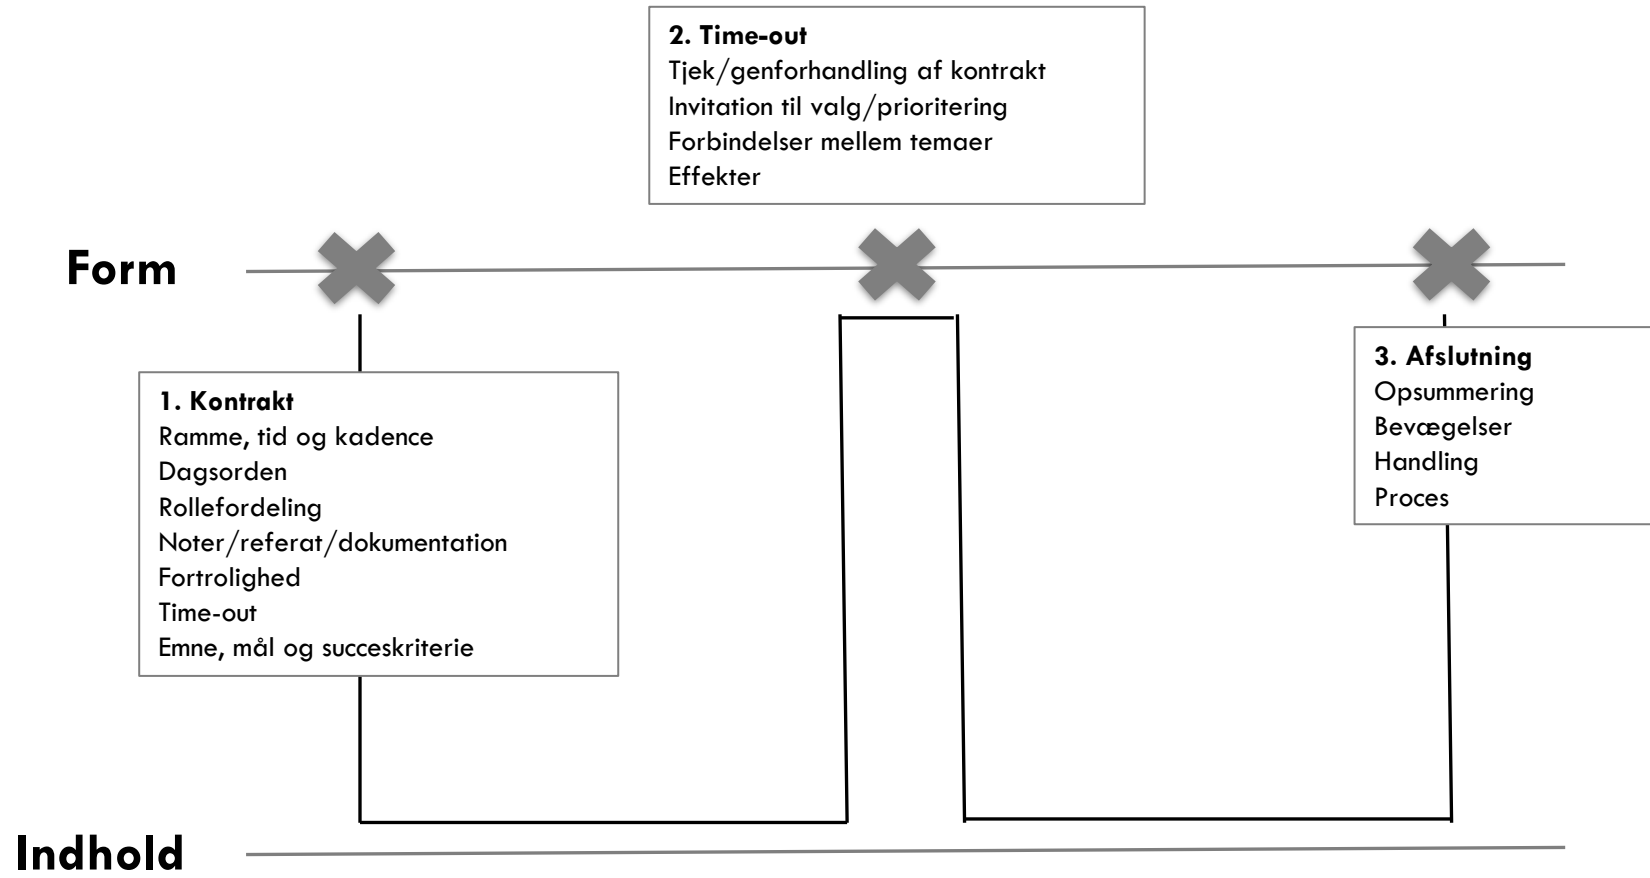 2. Time-out
Tjek/genforhandling af kontrakt
Invitation til valg/prioritering
Forbindelser mellem temaer
Effekter
Form
1. Kontrakt
Ramme, tid og kadence
Dagsorden
Rollefordeling
Noter/referat/dokumentation
Fortrolighed
Time-out
Emne, mål og succeskriterie
3. Afslutning
Opsummering
Bevægelser
Handling
Proces
Indhold